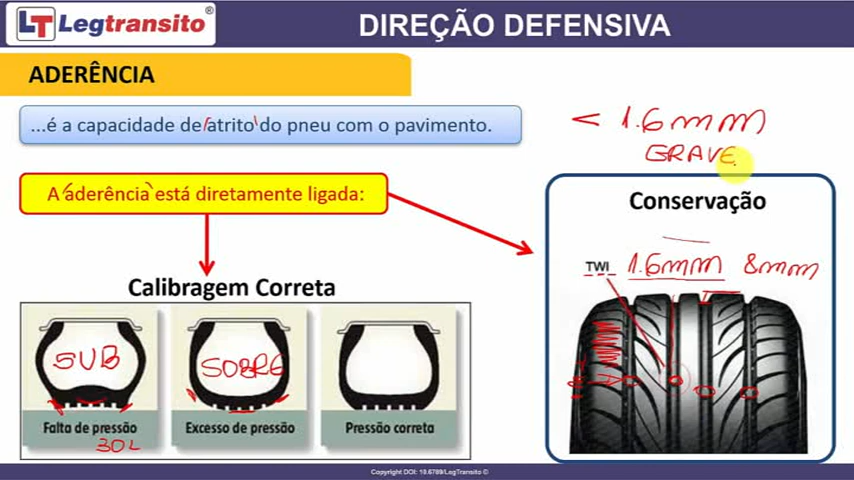 LT Legtransito®
DIREÇÃO DEFENSIVA
ADERÊNCIA
...é a capacidade de atrito do pneu com o pavimento.
< 1.6mm
GRAVE
A aderência está diretamente ligada:
Conservação
TWI 1.6mm 8mm
Calibragem Correta
SUB
SOBRE
Falta de pressão
Excesso de pressão
Pressão correta
Copyright DOI: 10.6789/LegTransito ©